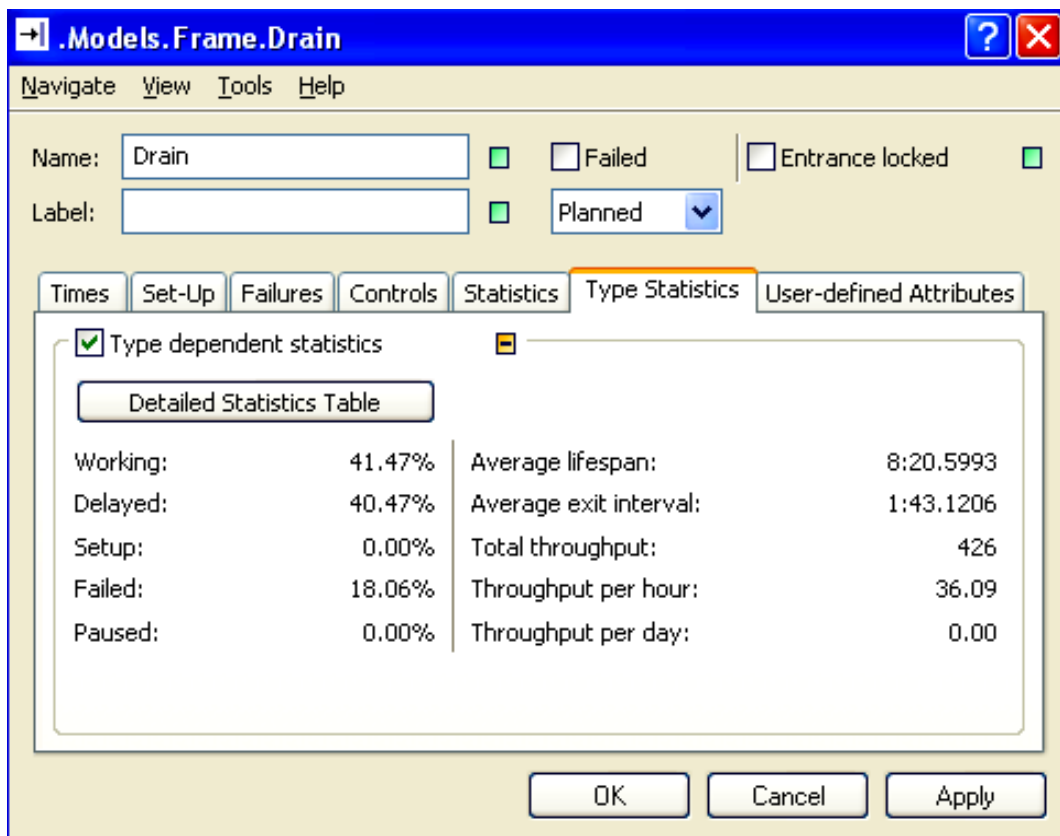 .Models.Frame.Drain
Navigate View Tools Help
Name: Drain Failed Entrance locked
Label: Planned
Times Set-Up Failures Controls Statistics Type Statistics User-defined Attributes
Type dependent statistics
Detailed Statistics Table
Working: 41.47% Average lifespan: 8:20.5993
Delayed: 40.47% Average exit interval: 1:43.1206
Setup: 0.00% Total throughput: 426
Failed: 18.06% Throughput per hour: 36.09
Paused: 0.00% Throughput per day: 0.00
OK Cancel Apply